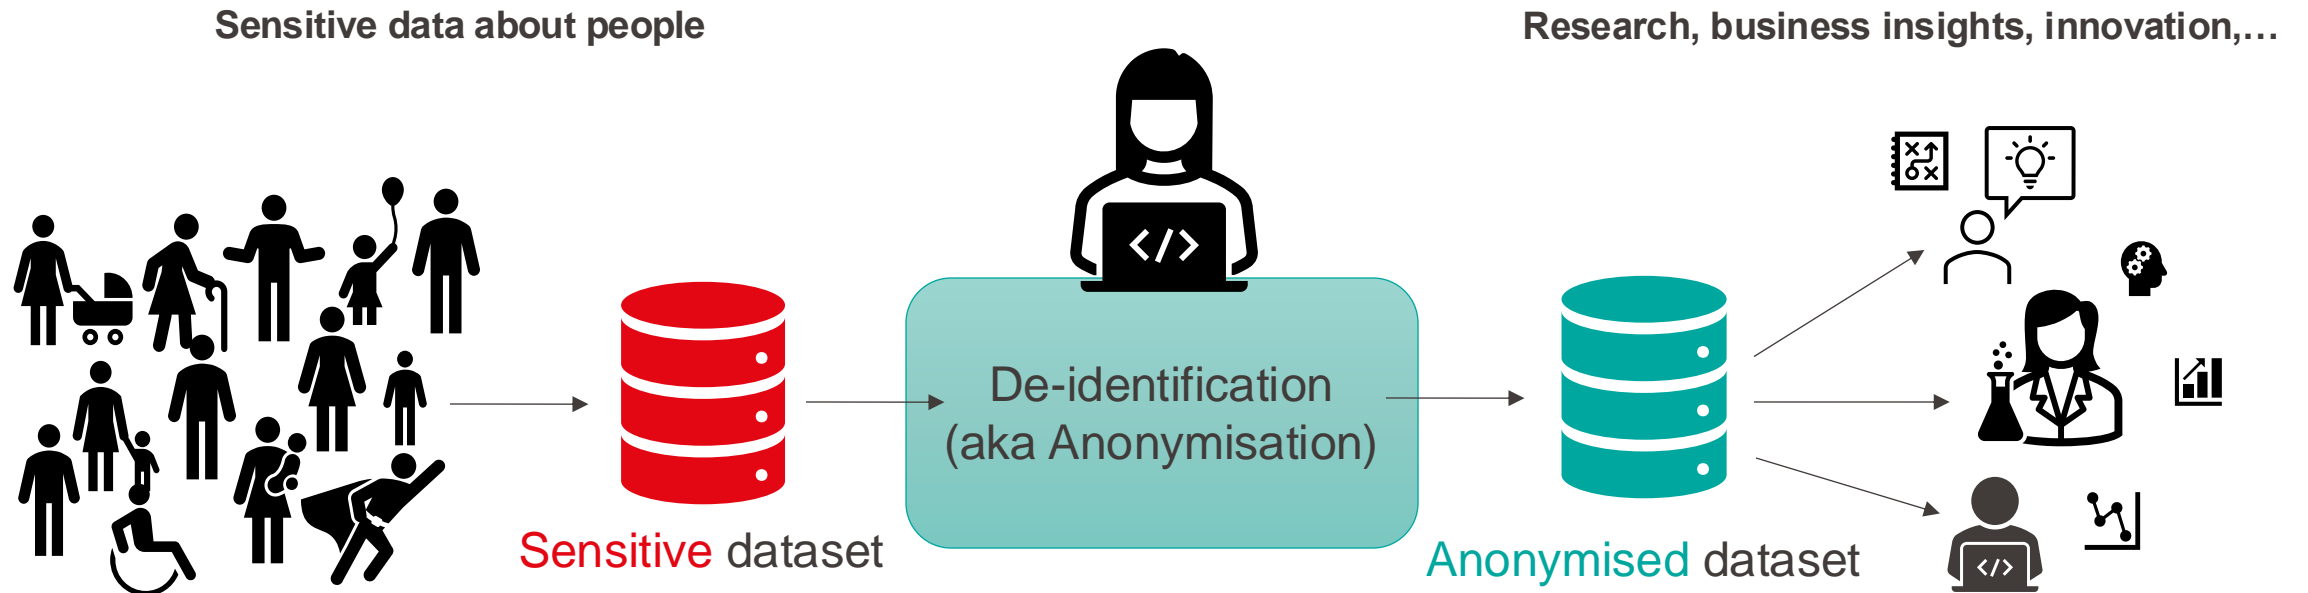 Sensitive data about people
Research, business insights, innovation,…
</>
De-identification
(aka Anonymisation)
Sensitive dataset
Anonymised dataset
</>